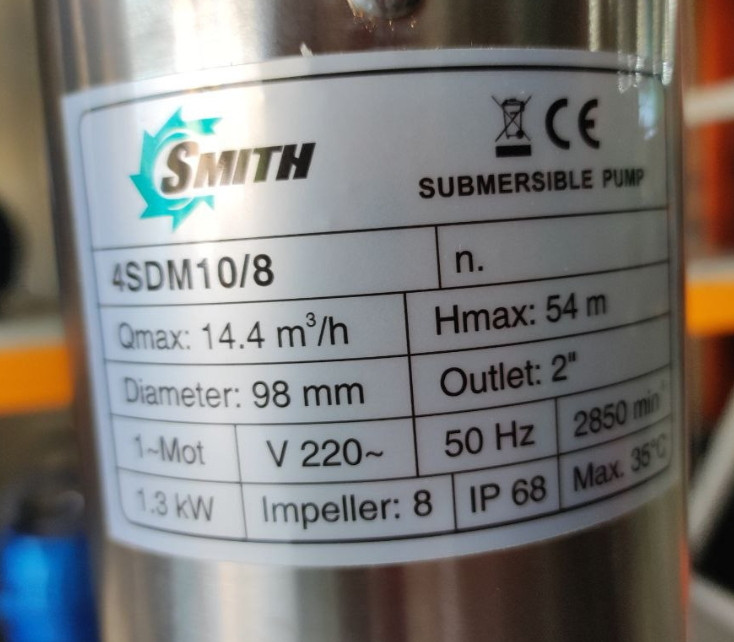 SMITH
CE
SUBMERSIBLE PUMP
4SDM10/8 n.
Qmax: 14.4 m³/h Hmax: 54 m
Diameter: 98 mm Outlet: 2"
1~Mot V 220~ 50 Hz 2850 min⁻
1.3 kW Impeller: 8 IP 68 Max. 35°C